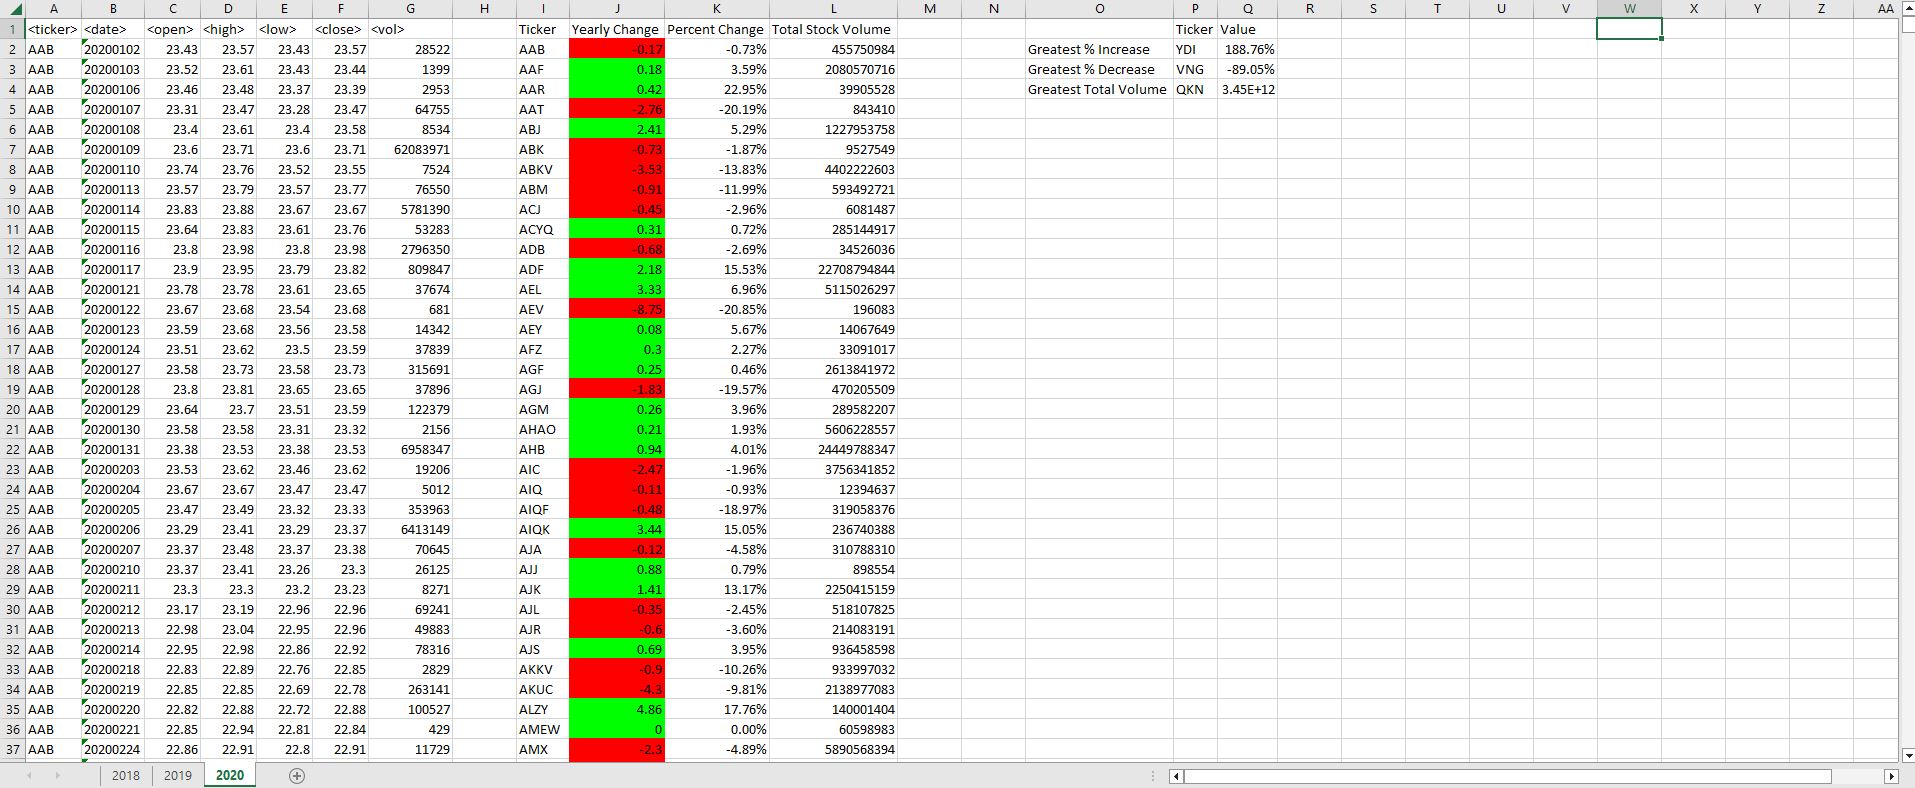 A B C D E F G H I J K L M N O P Q R S T U V W X Y Z AA
1 <ticker> <date> <open> <high> <low> <close> <vol> Ticker Yearly Change Percent Change Total Stock Volume Ticker Value
2 AAB 20200102 23.43 23.57 23.43 23.57 28522 AAB -0.17 -0.73% 455750984 Greatest % Increase YDI 188.76%
3 AAB 20200103 23.52 23.61 23.43 23.44 1399 AAF 0.18 3.59% 2080570716 Greatest % Decrease VNG -89.05%
4 AAB 20200106 23.46 23.48 23.37 23.39 2953 AAR 0.42 22.95% 39905528 Greatest Total Volume QKN 3.45E+12
5 AAB 20200107 23.31 23.47 23.28 23.47 64755 AAT -2.76 -20.19% 843410
6 AAB 20200108 23.4 23.61 23.4 23.58 8534 ABJ 2.41 5.29% 1227953758
7 AAB 20200109 23.6 23.71 23.6 23.71 62083971 ABK -0.73 -1.87% 9527549
8 AAB 20200110 23.74 23.76 23.52 23.55 7524 ABKV -3.53 -13.83% 4402222603
9 AAB 20200113 23.57 23.79 23.57 23.77 76550 ABM -0.91 -11.99% 593492721
10 AAB 20200114 23.83 23.88 23.67 23.67 5781390 ACJ -0.45 -2.96% 6081487
11 AAB 20200115 23.64 23.83 23.61 23.76 53283 ACYQ 0.31 0.72% 285144917
12 AAB 20200116 23.8 23.98 23.8 23.98 2796350 ADB -0.68 -2.69% 34526036
13 AAB 20200117 23.9 23.95 23.79 23.82 809847 ADF 2.18 15.53% 22708794844
14 AAB 20200121 23.78 23.78 23.61 23.65 37674 AEL 3.33 6.96% 5115026297
15 AAB 20200122 23.67 23.68 23.54 23.68 681 AEV -8.75 -20.85% 196083
16 AAB 20200123 23.59 23.68 23.56 23.58 14342 AEY 0.08 5.67% 14067649
17 AAB 20200124 23.51 23.62 23.5 23.59 37839 AFZ 0.3 2.27% 33091017
18 AAB 20200127 23.58 23.73 23.58 23.73 315691 AGF 0.25 0.46% 2613841972
19 AAB 20200128 23.8 23.81 23.65 23.65 37896 AGJ -1.83 -19.57% 470205509
20 AAB 20200129 23.64 23.7 23.51 23.59 122379 AGM 0.26 3.96% 289582207
21 AAB 20200130 23.58 23.58 23.31 23.32 2156 AHAO 0.21 1.93% 5606228557
22 AAB 20200131 23.38 23.53 23.38 23.53 6958347 AHB 0.94 4.01% 24449788347
23 AAB 20200203 23.53 23.62 23.46 23.62 19206 AIC -2.47 -1.96% 3756341852
24 AAB 20200204 23.67 23.67 23.47 23.47 5012 AIQ -0.11 -0.93% 12394637
25 AAB 20200205 23.47 23.49 23.32 23.33 353963 AIQF -0.48 -18.97% 319058376
26 AAB 20200206 23.29 23.41 23.29 23.37 6413149 AIQK 3.44 15.05% 236740388
27 AAB 20200207 23.37 23.48 23.37 23.38 70645 AJA -0.12 -4.58% 310788310
28 AAB 20200210 23.37 23.41 23.26 23.3 26125 AJJ 0.88 0.79% 898554
29 AAB 20200211 23.3 23.3 23.2 23.23 8271 AJK 1.41 13.17% 2250415159
30 AAB 20200212 23.17 23.19 22.96 22.96 69241 AJL -0.35 -2.45% 518107825
31 AAB 20200213 22.98 23.04 22.95 22.96 49883 AJR -0.6 -3.60% 214083191
32 AAB 20200214 22.95 22.98 22.86 22.92 78316 AJS 0.69 3.95% 936458598
33 AAB 20200218 22.83 22.89 22.76 22.85 2829 AKKV -0.9 -10.26% 933997032
34 AAB 20200219 22.85 22.85 22.69 22.78 263141 AKUC -4.3 -9.81% 2138977083
35 AAB 20200220 22.82 22.88 22.72 22.88 100527 ALZY 4.86 17.76% 140001404
36 AAB 20200221 22.85 22.94 22.81 22.84 429 AMEW 0 0.00% 60598983
37 AAB 20200224 22.86 22.91 22.8 22.91 11729 AMX -2.3 -4.89% 5890568394
2018 2019 2020